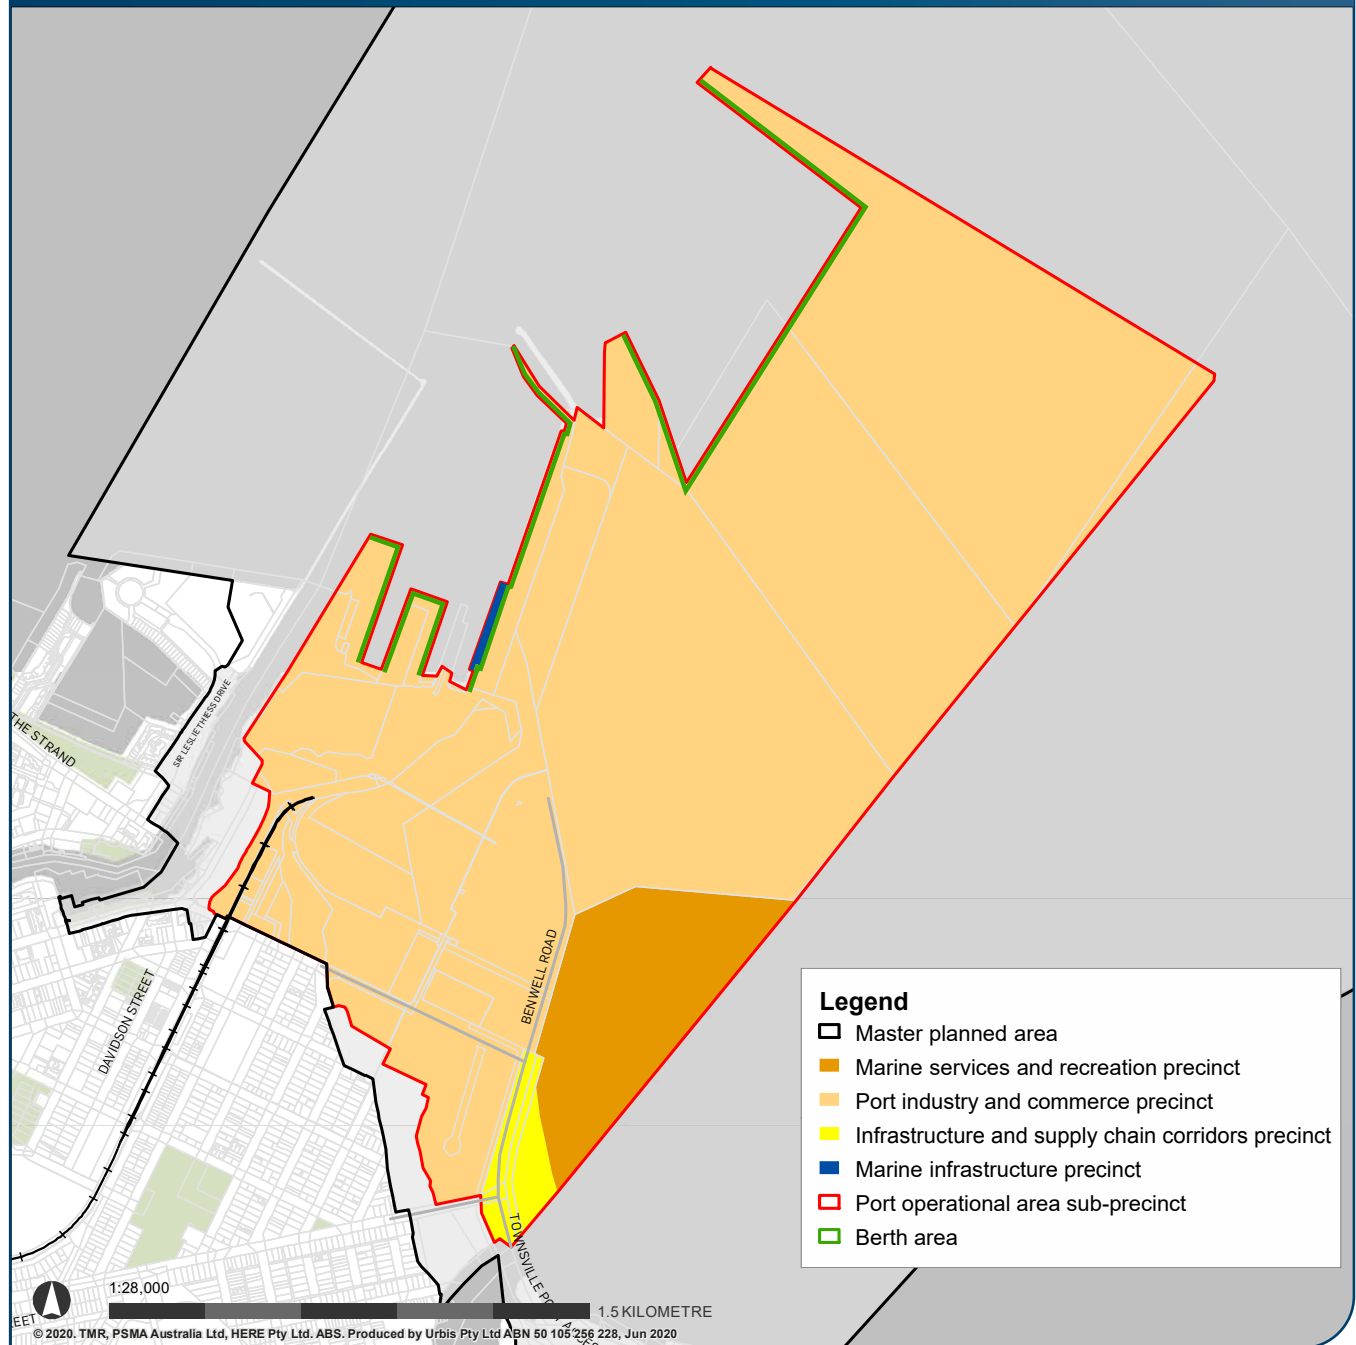 THE STRAND
SIR LESLIE THIESS DRIVE
DAVIDSON STREET
BENWELL ROAD
Legend
Master planned area
Marine services and recreation precinct
Port industry and commerce precinct
Infrastructure and supply chain corridors precinct
Marine infrastructure precinct
Port operational area sub-precinct
Berth area
TOWNSVILLE PORT ACCES
1:28,000
1.5 KILOMETRE
REET
© 2020. TMR, PSMA Australia Ltd, HERE Pty Ltd. ABS. Produced by Urbis Pty Ltd ABN 50 105 256 228, Jun 2020